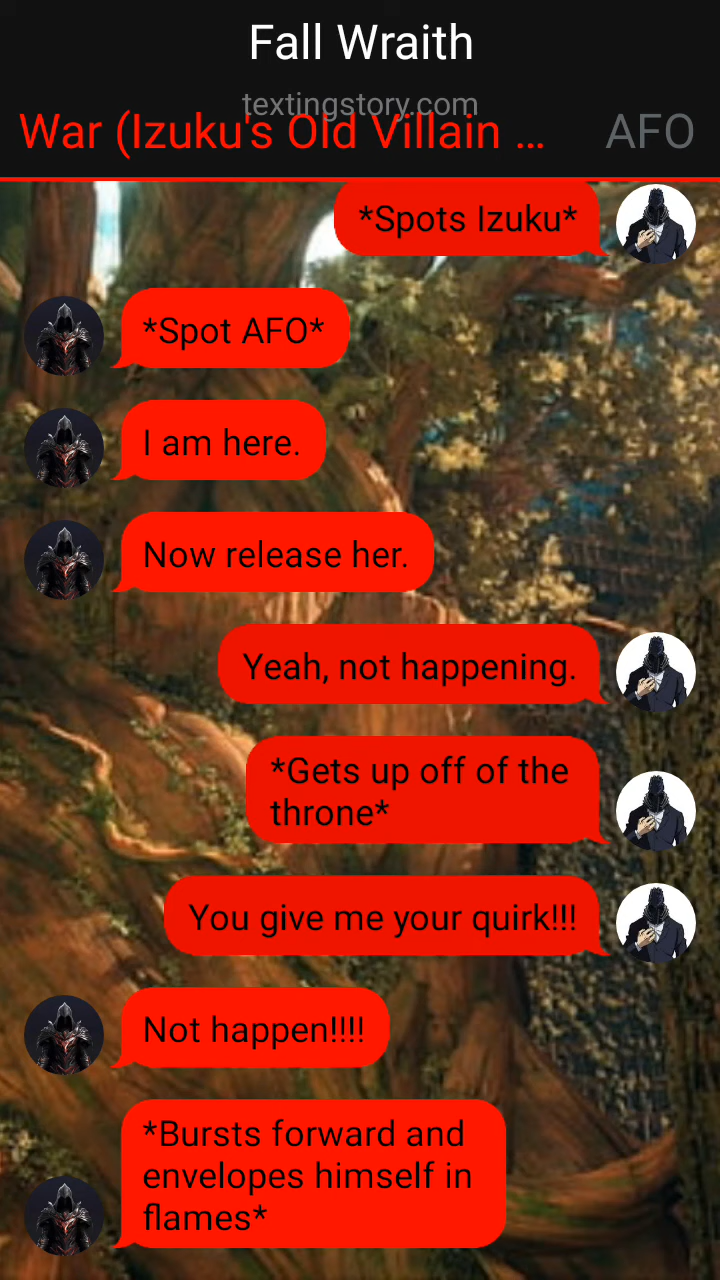 Fall Wraith
textingstory.com
War (Izuku's Old Villain ...
AFO
*Spots Izuku*
*Spot AFO*
I am here.
Now release her.
Yeah, not happening.
*Gets up off of the
throne*
You give me your quirk!!!
Not happen!!!!
*Bursts forward and
envelopes himself in
flames*